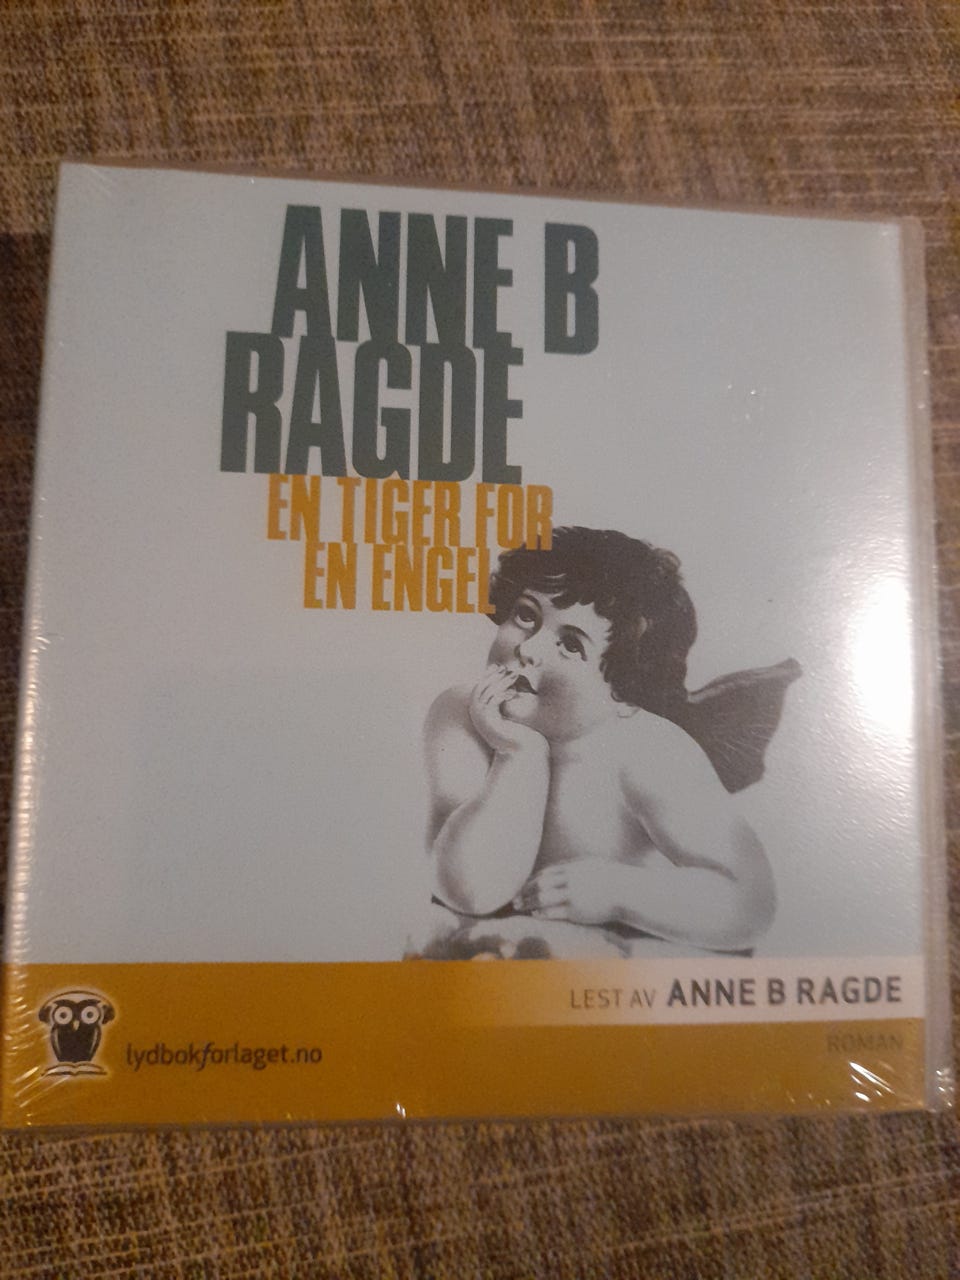 ANNE B
RAGDE
EN TIGER FOR
EN ENGEL
LEST AV ANNE B RAGDE
ROMAN
lydbokforlaget.no